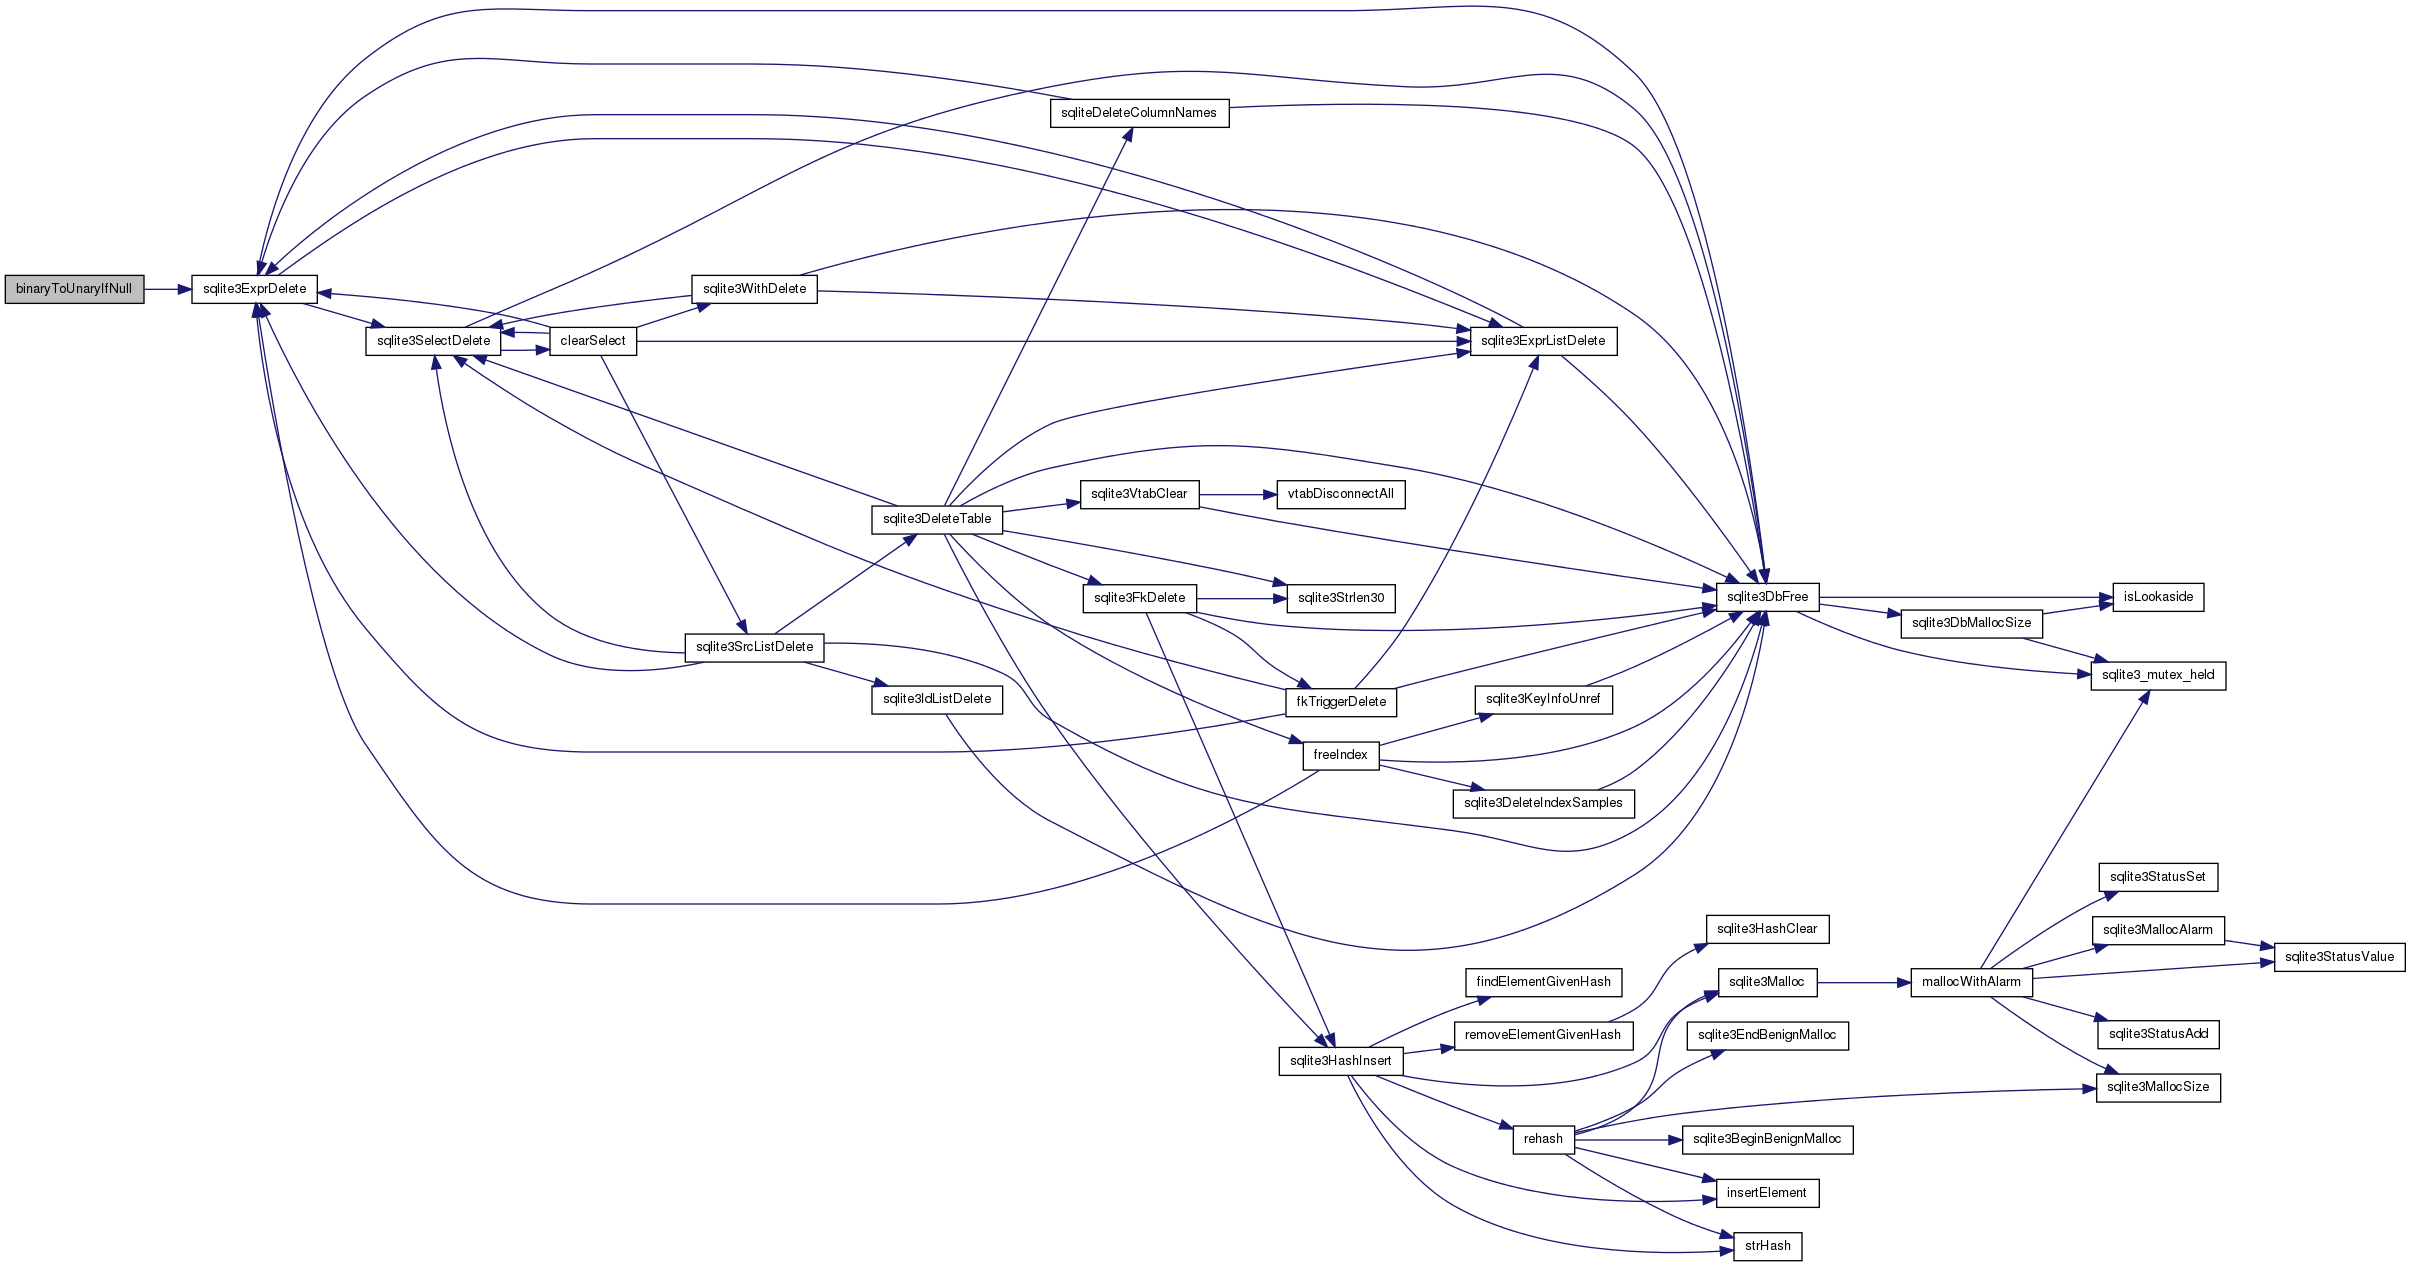 sqliteDeleteColumnNames
binaryToUnaryIfNull
sqlite3ExprDelete
sqlite3WithDelete
sqlite3SelectDelete
clearSelect
sqlite3ExprListDelete
sqlite3VtabClear
vtabDisconnectAll
sqlite3DeleteTable
sqlite3FkDelete
sqlite3Strlen30
sqlite3DbFree
isLookaside
sqlite3DbMallocSize
sqlite3SrcListDelete
sqlite3_mutex_held
sqlite3IdListDelete
fkTriggerDelete
sqlite3KeyInfoUnref
freeIndex
sqlite3DeleteIndexSamples
sqlite3StatusSet
sqlite3HashClear
sqlite3MallocAlarm
sqlite3StatusValue
findElementGivenHash
sqlite3Malloc
mallocWithAlarm
removeElementGivenHash
sqlite3EndBenignMalloc
sqlite3StatusAdd
sqlite3HashInsert
sqlite3MallocSize
rehash
sqlite3BeginBenignMalloc
insertElement
strHash